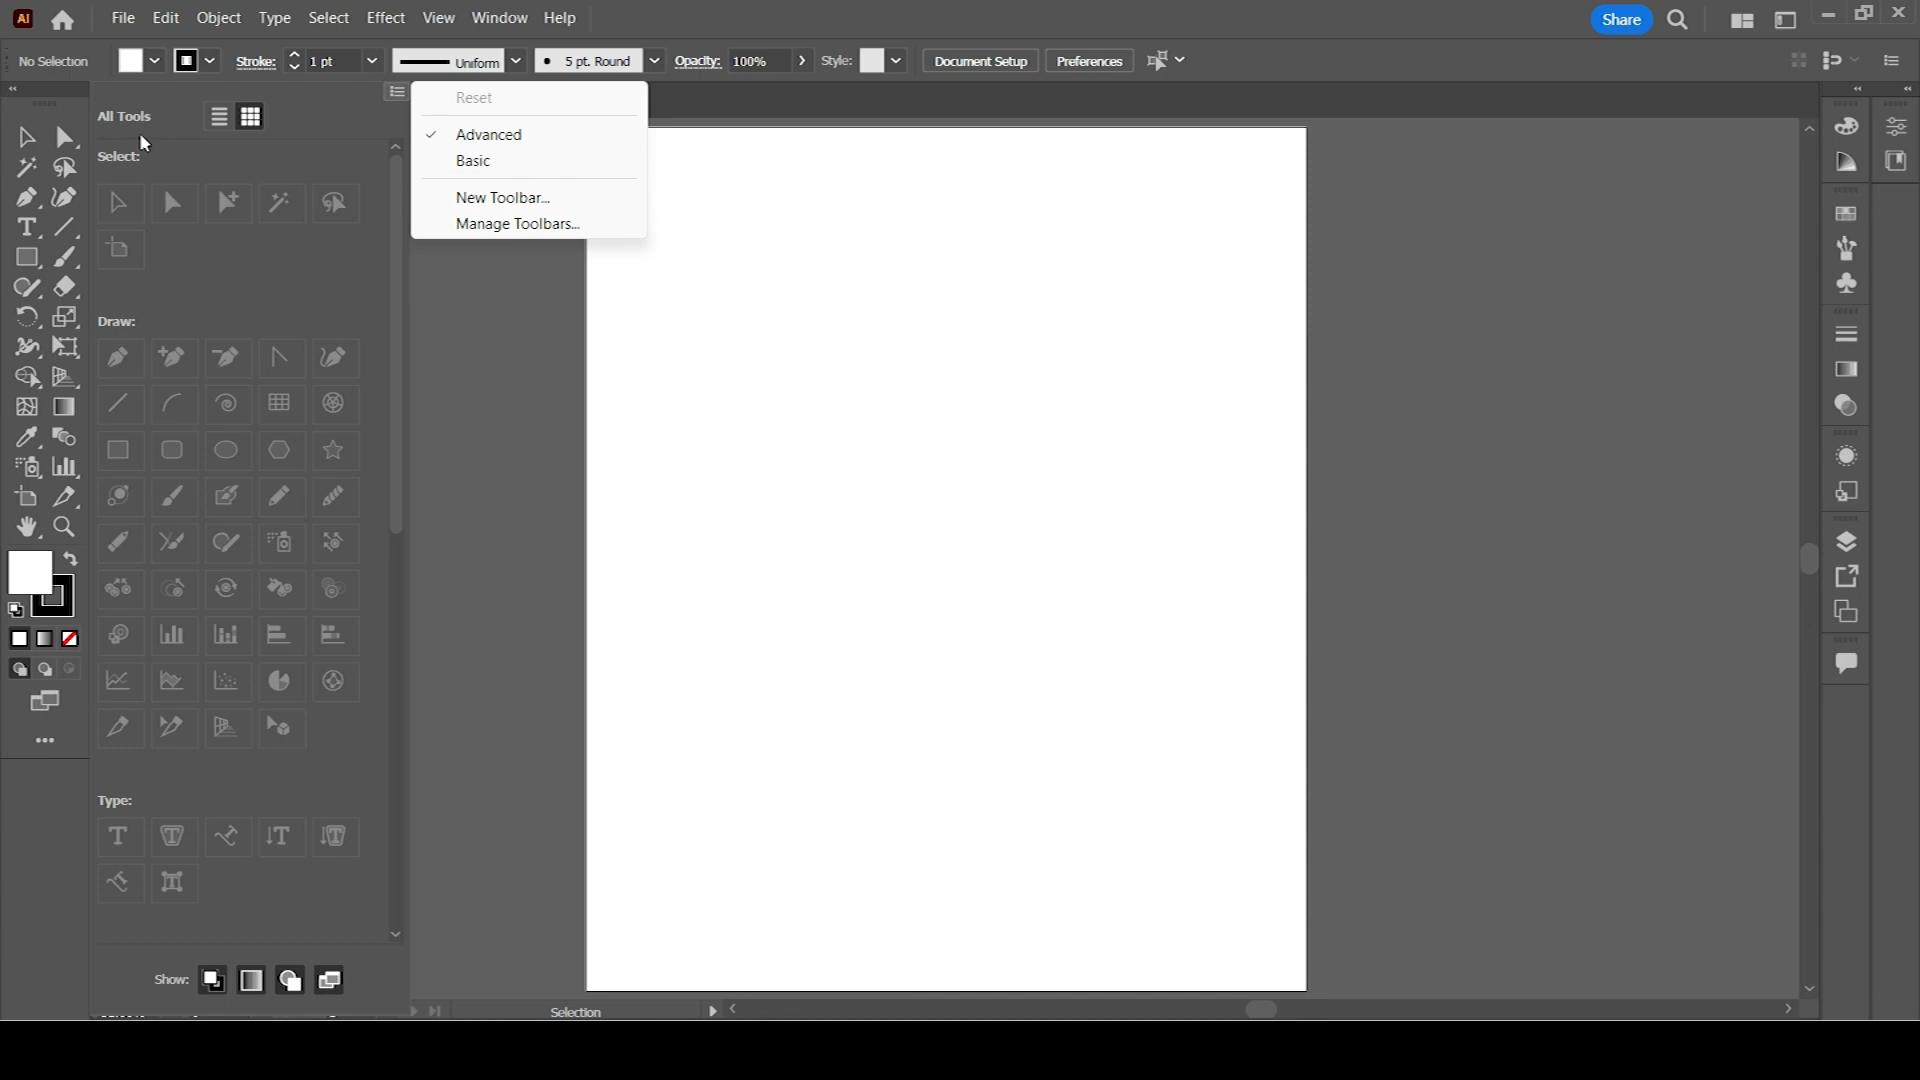 Ai File Edit Object Type Select Effect View Window Help Share
No Selection Stroke: 1 pt Uniform 5 pt. Round Opacity: 100% Style: Document Setup Preferences
All Tools
Select:
Reset
Advanced
Basic
New Toolbar...
Manage Toolbars...
Draw:
Type:
Show:
Selection